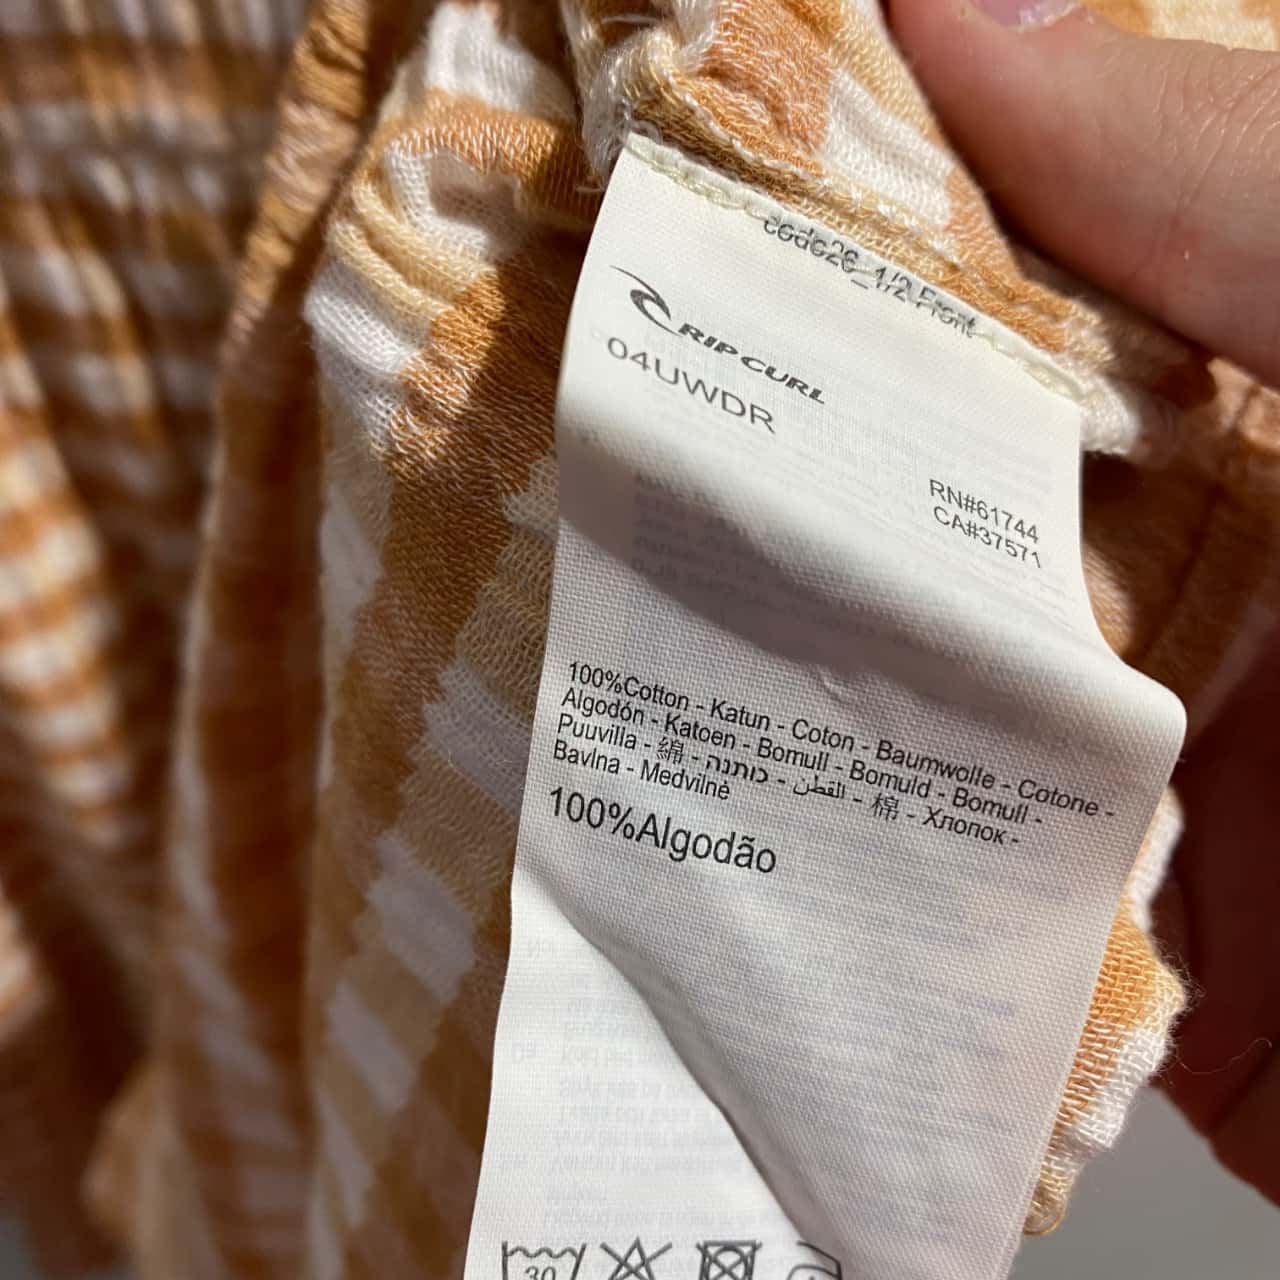 code26_1/2 Front
RIP CURL
04UWDR
RN#61744
CA#37571
100%Cotton - Katun - Coton - Baumwolle - Cotone -
Algodón - Katoen - Bomull - Bomuld - Bomull -
Puuvilla - 綿 - כותנה - القطن - 棉 - Хлопок -
Bavlna - Medvilnė
100%Algodão
30